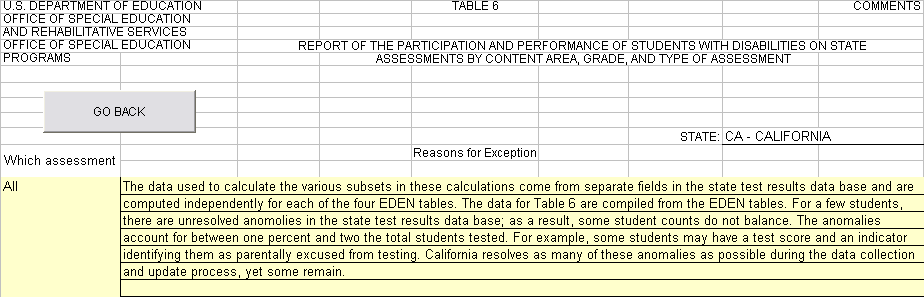 U.S. DEPARTMENT OF EDUCATION TABLE 6 COMMENTS
OFFICE OF SPECIAL EDUCATION
AND REHABILITATIVE SERVICES
OFFICE OF SPECIAL EDUCATION REPORT OF THE PARTICIPATION AND PERFORMANCE OF STUDENTS WITH DISABILITIES ON STATE
PROGRAMS ASSESSMENTS BY CONTENT AREA, GRADE, AND TYPE OF ASSESSMENT
GO BACK
STATE: CA - CALIFORNIA
Which assessment Reasons for Exception
All The data used to calculate the various subsets in these calculations come from separate fields in the state test results data base and are
computed independently for each of the four EDEN tables. The data for Table 6 are compiled from the EDEN tables. For a few students,
there are unresolved anomolies in the state test results data base; as a result, some student counts do not balance. The anomalies
account for between one percent and two the total students tested. For example, some students may have a test score and an indicator
identifying them as parentally excused from testing. California resolves as many of these anomalies as possible during the data collection
and update process, yet some remain.